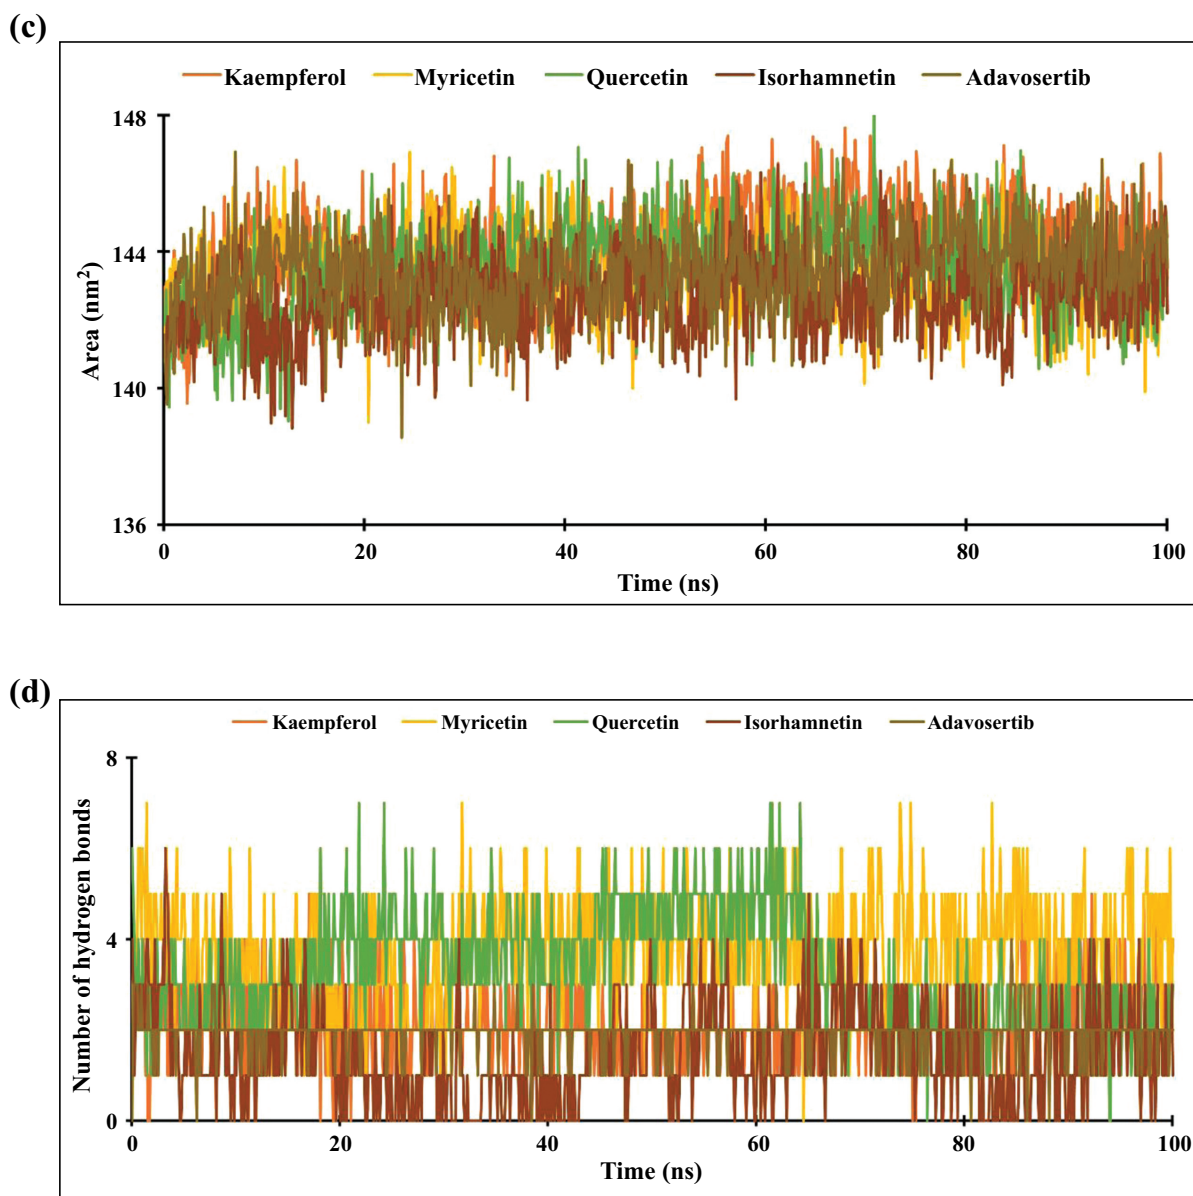 (c)
Kaempferol Myricetin Quercetin Isorhamnetin Adavosertib
148
144
140
136
Area (nm²)
0 20 40 60 80 100
Time (ns)
(d)
Kaempferol Myricetin Quercetin Isorhamnetin Adavosertib
8
4
0
Number of hydrogen bonds
0 20 40 60 80 100
Time (ns)